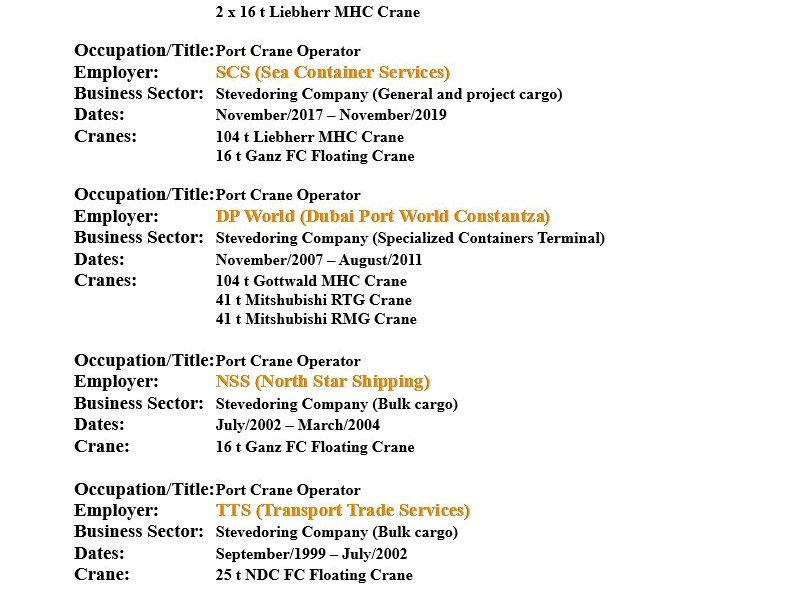 2 x 16 t Liebherr MHC Crane
Occupation/Title: Port Crane Operator
Employer: SCS (Sea Container Services)
Business Sector: Stevedoring Company (General and project cargo)
Dates: November/2017 – November/2019
Cranes: 104 t Liebherr MHC Crane
16 t Ganz FC Floating Crane
Occupation/Title: Port Crane Operator
Employer: DP World (Dubai Port World Constantza)
Business Sector: Stevedoring Company (Specialized Containers Terminal)
Dates: November/2007 – August/2011
Cranes: 104 t Gottwald MHC Crane
41 t Mitshubishi RTG Crane
41 t Mitshubishi RMG Crane
Occupation/Title: Port Crane Operator
Employer: NSS (North Star Shipping)
Business Sector: Stevedoring Company (Bulk cargo)
Dates: July/2002 – March/2004
Crane: 16 t Ganz FC Floating Crane
Occupation/Title: Port Crane Operator
Employer: TTS (Transport Trade Services)
Business Sector: Stevedoring Company (Bulk cargo)
Dates: September/1999 – July/2002
Crane: 25 t NDC FC Floating Crane